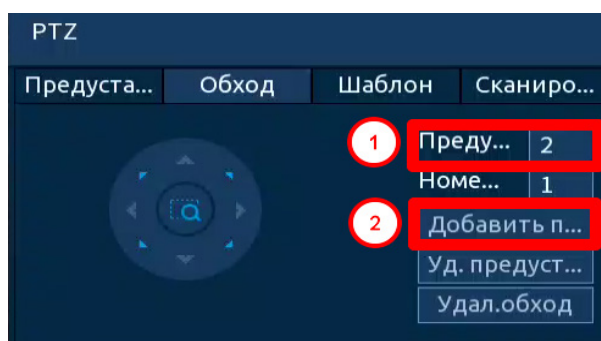 PTZ
Предуста... Обход Шаблон Сканиро...
1 Преду... 2
Номе... 1
2 Добавить п...
Уд. предуст...
Удал.обход